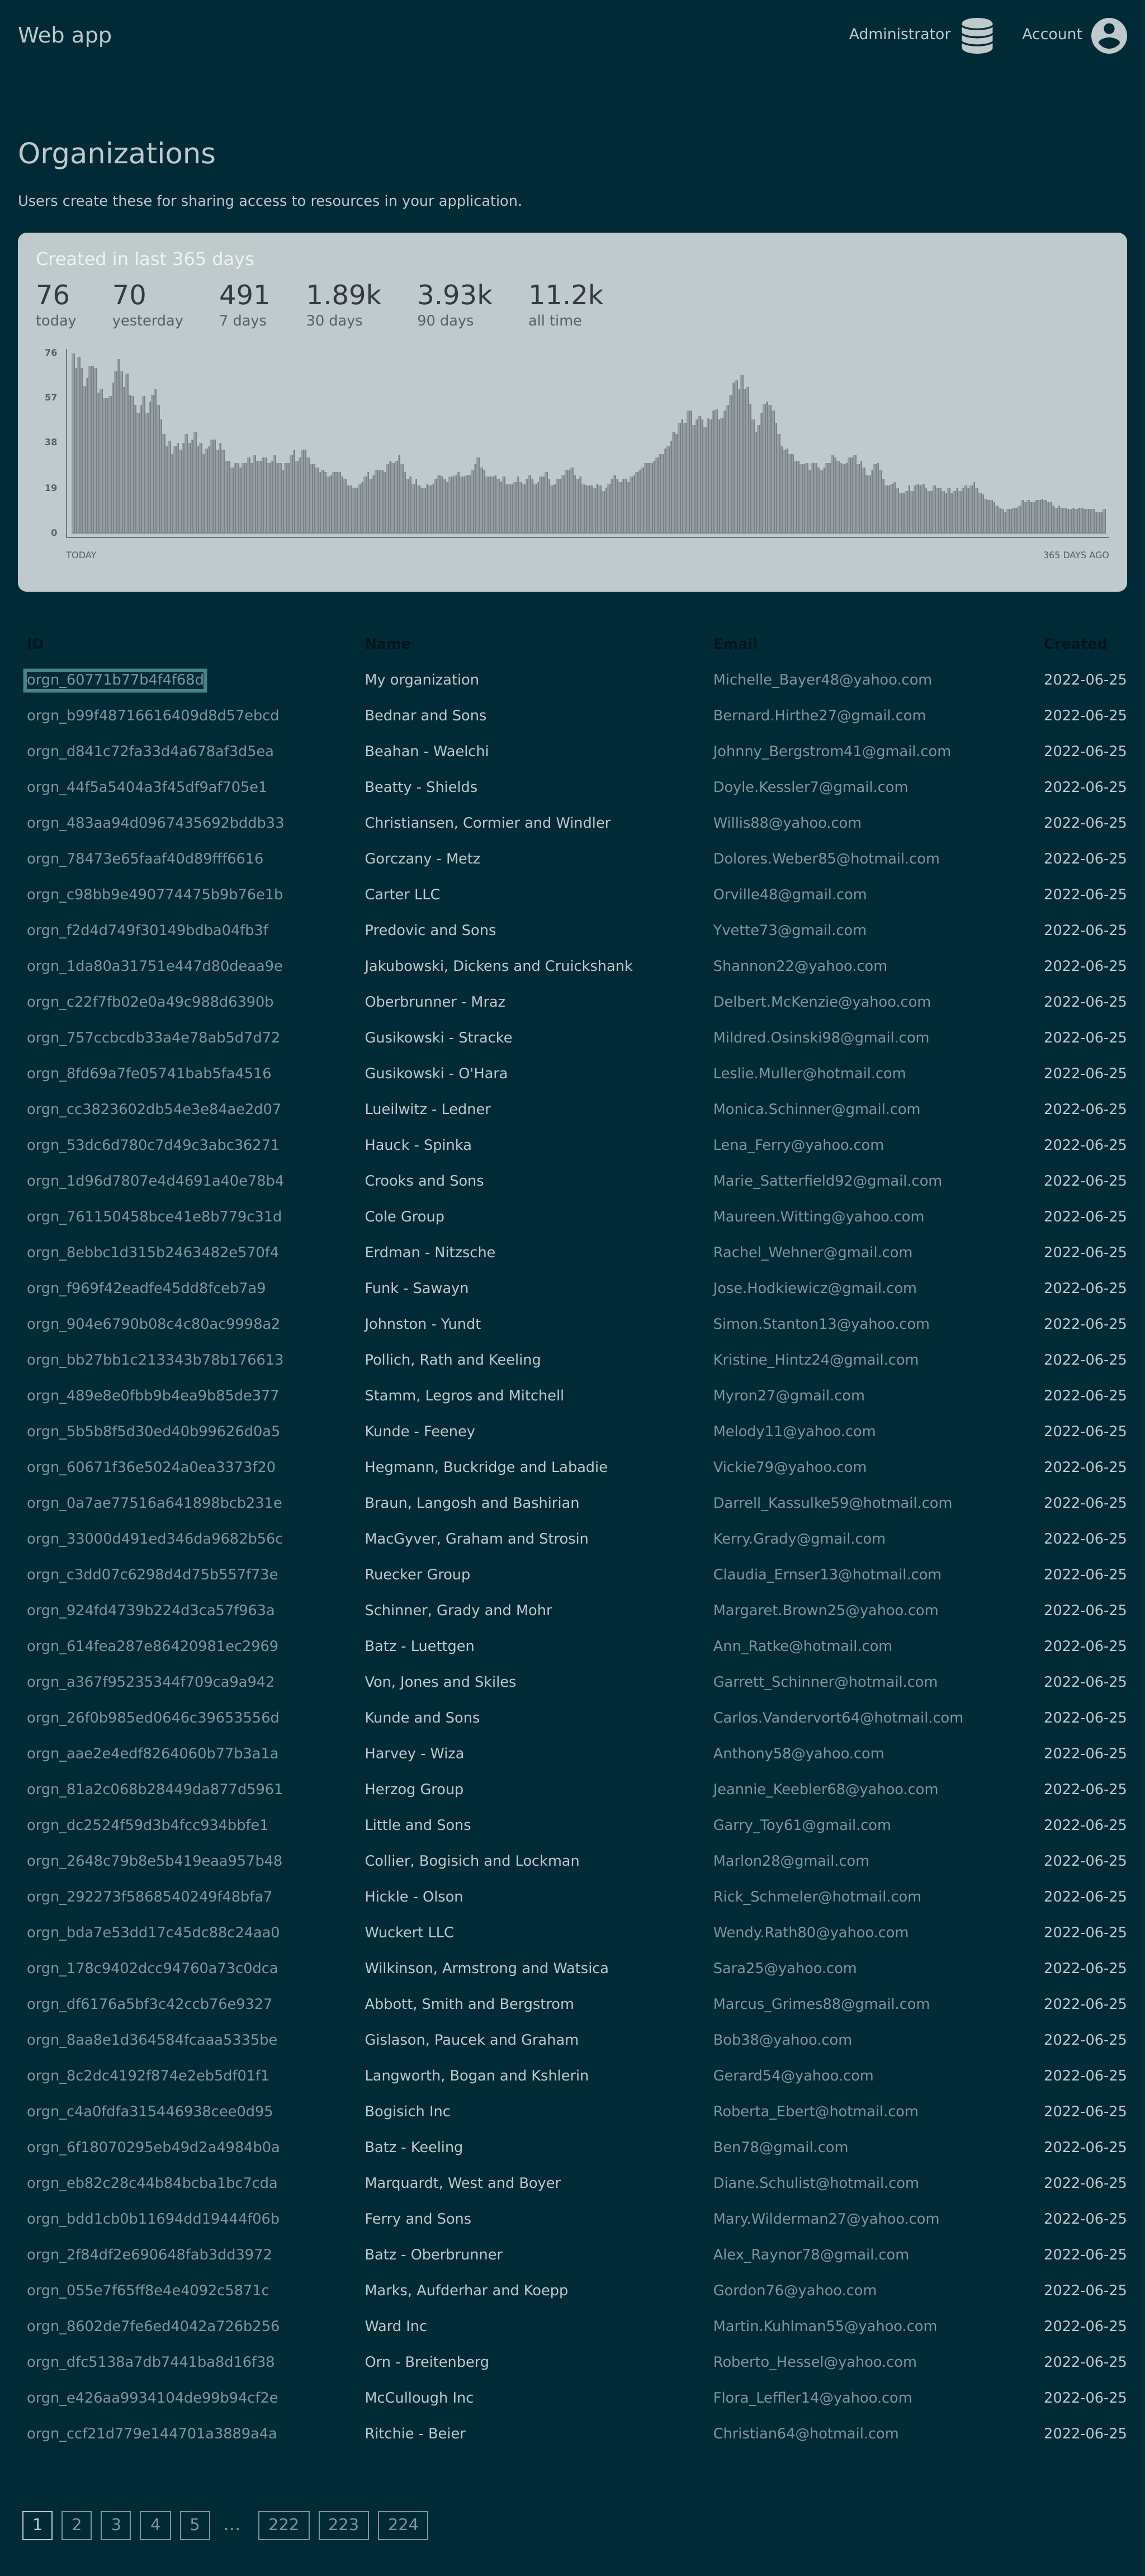 Web app
Administrator
Account
Organizations
Users create these for sharing access to resources in your application.
Created in last 365 days
76 70 491 1.89k 3.93k 11.2k
today yesterday 7 days 30 days 90 days all time
76
57
38
19
0
TODAY 365 DAYS AGO
ID Name Email Created
orgn_60771b77b4f4f68d My organization Michelle_Bayer48@yahoo.com 2022-06-25
orgn_b99f48716616409d8d57ebcd Bednar and Sons Bernard.Hirthe27@gmail.com 2022-06-25
orgn_d841c72fa33d4a678af3d5ea Beahan - Waelchi Johnny_Bergstrom41@gmail.com 2022-06-25
orgn_44f5a5404a3f45df9af705e1 Beatty - Shields Doyle.Kessler7@gmail.com 2022-06-25
orgn_483aa94d0967435692bddb33 Christiansen, Cormier and Windler Willis88@yahoo.com 2022-06-25
orgn_78473e65faaf40d89fff6616 Gorczany - Metz Dolores.Weber85@hotmail.com 2022-06-25
orgn_c98bb9e490774475b9b76e1b Carter LLC Orville48@gmail.com 2022-06-25
orgn_f2d4d749f30149bdba04fb3f Predovic and Sons Yvette73@gmail.com 2022-06-25
orgn_1da80a31751e447d80deaa9e Jakubowski, Dickens and Cruickshank Shannon22@yahoo.com 2022-06-25
orgn_c22f7fb02e0a49c988d6390b Oberbrunner - Mraz Delbert.McKenzie@yahoo.com 2022-06-25
orgn_757ccbcdb33a4e78ab5d7d72 Gusikowski - Stracke Mildred.Osinski98@gmail.com 2022-06-25
orgn_8fd69a7fe05741bab5fa4516 Gusikowski - O'Hara Leslie.Muller@hotmail.com 2022-06-25
orgn_cc3823602db54e3e84ae2d07 Lueilwitz - Ledner Monica.Schinner@gmail.com 2022-06-25
orgn_53dc6d780c7d49c3abc36271 Hauck - Spinka Lena_Ferry@yahoo.com 2022-06-25
orgn_1d96d7807e4d4691a40e78b4 Crooks and Sons Marie_Satterfield92@gmail.com 2022-06-25
orgn_761150458bce41e8b779c31d Cole Group Maureen.Witting@yahoo.com 2022-06-25
orgn_8ebbc1d315b2463482e570f4 Erdman - Nitzsche Rachel_Wehner@gmail.com 2022-06-25
orgn_f969f42eadfe45dd8fceb7a9 Funk - Sawayn Jose.Hodkiewicz@gmail.com 2022-06-25
orgn_904e6790b08c4c80ac9998a2 Johnston - Yundt Simon.Stanton13@yahoo.com 2022-06-25
orgn_bb27bb1c213343b78b176613 Pollich, Rath and Keeling Kristine_Hintz24@gmail.com 2022-06-25
orgn_489e8e0fbb9b4ea9b85de377 Stamm, Legros and Mitchell Myron27@gmail.com 2022-06-25
orgn_5b5b8f5d30ed40b99626d0a5 Kunde - Feeney Melody11@yahoo.com 2022-06-25
orgn_60671f36e5024a0ea3373f20 Hegmann, Buckridge and Labadie Vickie79@yahoo.com 2022-06-25
orgn_0a7ae77516a641898bcb231e Braun, Langosh and Bashirian Darrell_Kassulke59@hotmail.com 2022-06-25
orgn_33000d491ed346da9682b56c MacGyver, Graham and Strosin Kerry.Grady@gmail.com 2022-06-25
orgn_c3dd07c6298d4d75b557f73e Ruecker Group Claudia_Ernser13@hotmail.com 2022-06-25
orgn_924fd4739b224d3ca57f963a Schinner, Grady and Mohr Margaret.Brown25@yahoo.com 2022-06-25
orgn_614fea287e86420981ec2969 Batz - Luettgen Ann_Ratke@hotmail.com 2022-06-25
orgn_a367f95235344f709ca9a942 Von, Jones and Skiles Garrett_Schinner@hotmail.com 2022-06-25
orgn_26f0b985ed0646c39653556d Kunde and Sons Carlos.Vandervort64@hotmail.com 2022-06-25
orgn_aae2e4edf8264060b77b3a1a Harvey - Wiza Anthony58@yahoo.com 2022-06-25
orgn_81a2c068b28449da877d5961 Herzog Group Jeannie_Keebler68@yahoo.com 2022-06-25
orgn_dc2524f59d3b4fcc934bbfe1 Little and Sons Garry_Toy61@gmail.com 2022-06-25
orgn_2648c79b8e5b419eaa957b48 Collier, Bogisich and Lockman Marlon28@gmail.com 2022-06-25
orgn_292273f5868540249f48bfa7 Hickle - Olson Rick_Schmeler@hotmail.com 2022-06-25
orgn_bda7e53dd17c45dc88c24aa0 Wuckert LLC Wendy.Rath80@yahoo.com 2022-06-25
orgn_178c9402dcc94760a73c0dca Wilkinson, Armstrong and Watsica Sara25@yahoo.com 2022-06-25
orgn_df6176a5bf3c42ccb76e9327 Abbott, Smith and Bergstrom Marcus_Grimes88@gmail.com 2022-06-25
orgn_8aa8e1d364584fcaaa5335be Gislason, Paucek and Graham Bob38@yahoo.com 2022-06-25
orgn_8c2dc4192f874e2eb5df01f1 Langworth, Bogan and Kshlerin Gerard54@yahoo.com 2022-06-25
orgn_c4a0fdfa315446938cee0d95 Bogisich Inc Roberta_Ebert@hotmail.com 2022-06-25
orgn_6f18070295eb49d2a4984b0a Batz - Keeling Ben78@gmail.com 2022-06-25
orgn_eb82c28c44b84bcba1bc7cda Marquardt, West and Boyer Diane.Schulist@hotmail.com 2022-06-25
orgn_bdd1cb0b11694dd19444f06b Ferry and Sons Mary.Wilderman27@yahoo.com 2022-06-25
orgn_2f84df2e690648fab3dd3972 Batz - Oberbrunner Alex_Raynor78@gmail.com 2022-06-25
orgn_055e7f65ff8e4e4092c5871c Marks, Aufderhar and Koepp Gordon76@yahoo.com 2022-06-25
orgn_8602de7fe6ed4042a726b256 Ward Inc Martin.Kuhlman55@yahoo.com 2022-06-25
orgn_dfc5138a7db7441ba8d16f38 Orn - Breitenberg Roberto_Hessel@yahoo.com 2022-06-25
orgn_e426aa9934104de99b94cf2e McCullough Inc Flora_Leffler14@yahoo.com 2022-06-25
orgn_ccf21d779e144701a3889a4a Ritchie - Beier Christian64@hotmail.com 2022-06-25
1 2 3 4 5 ... 222 223 224